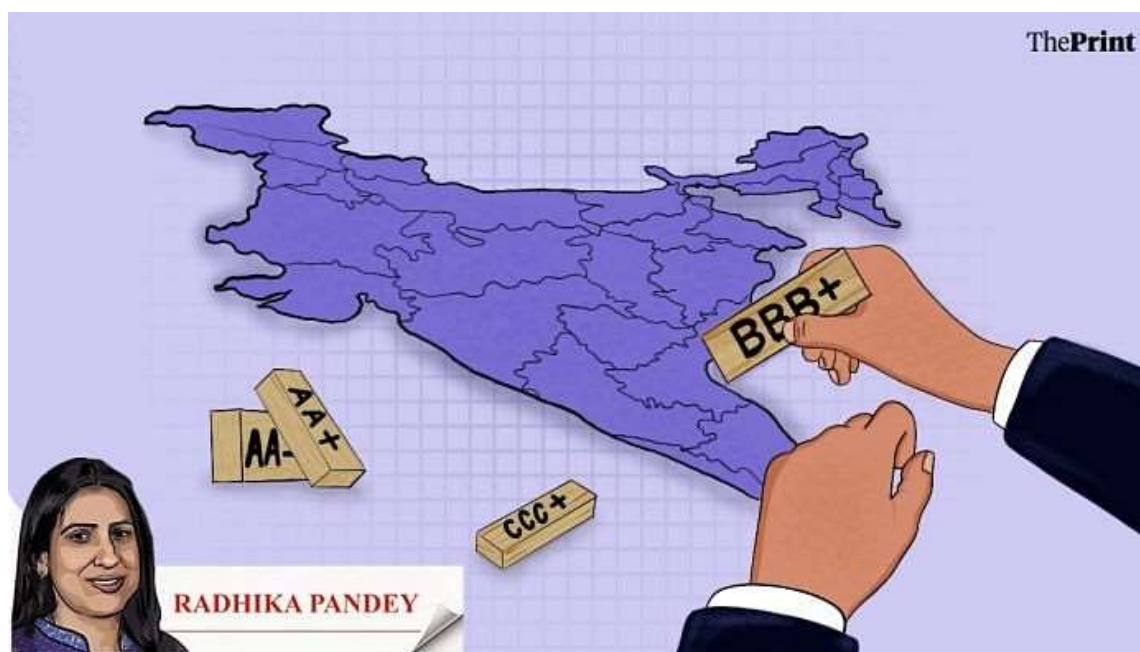 ThePrint
BBB+
AA+
AA-
CCC+
RADHIKA PANDEY